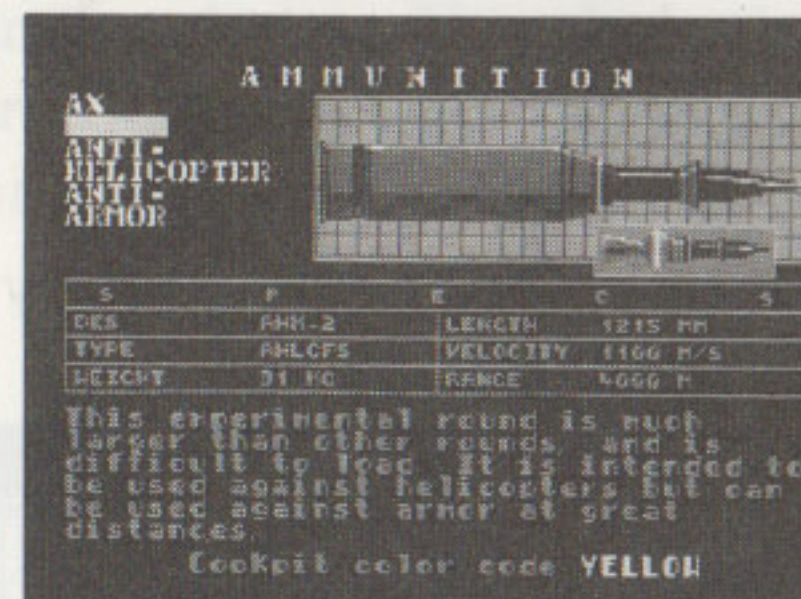 AMMUNITION
AX
ANTI-
HELICOPTER
ANTI-
ARMOR
S P E C S
DES AHM-2 LENGTH 1215 MM
TYPE VELOCITY 1100 M/S
WEIGHT 31 KG RANGE 4000 M
This experimental round is much
larger than other rounds, and is
difficult to load. It is intended to
be used against helicopters but can
be used against armor at great
distances.
Cockpit color code YELLOW